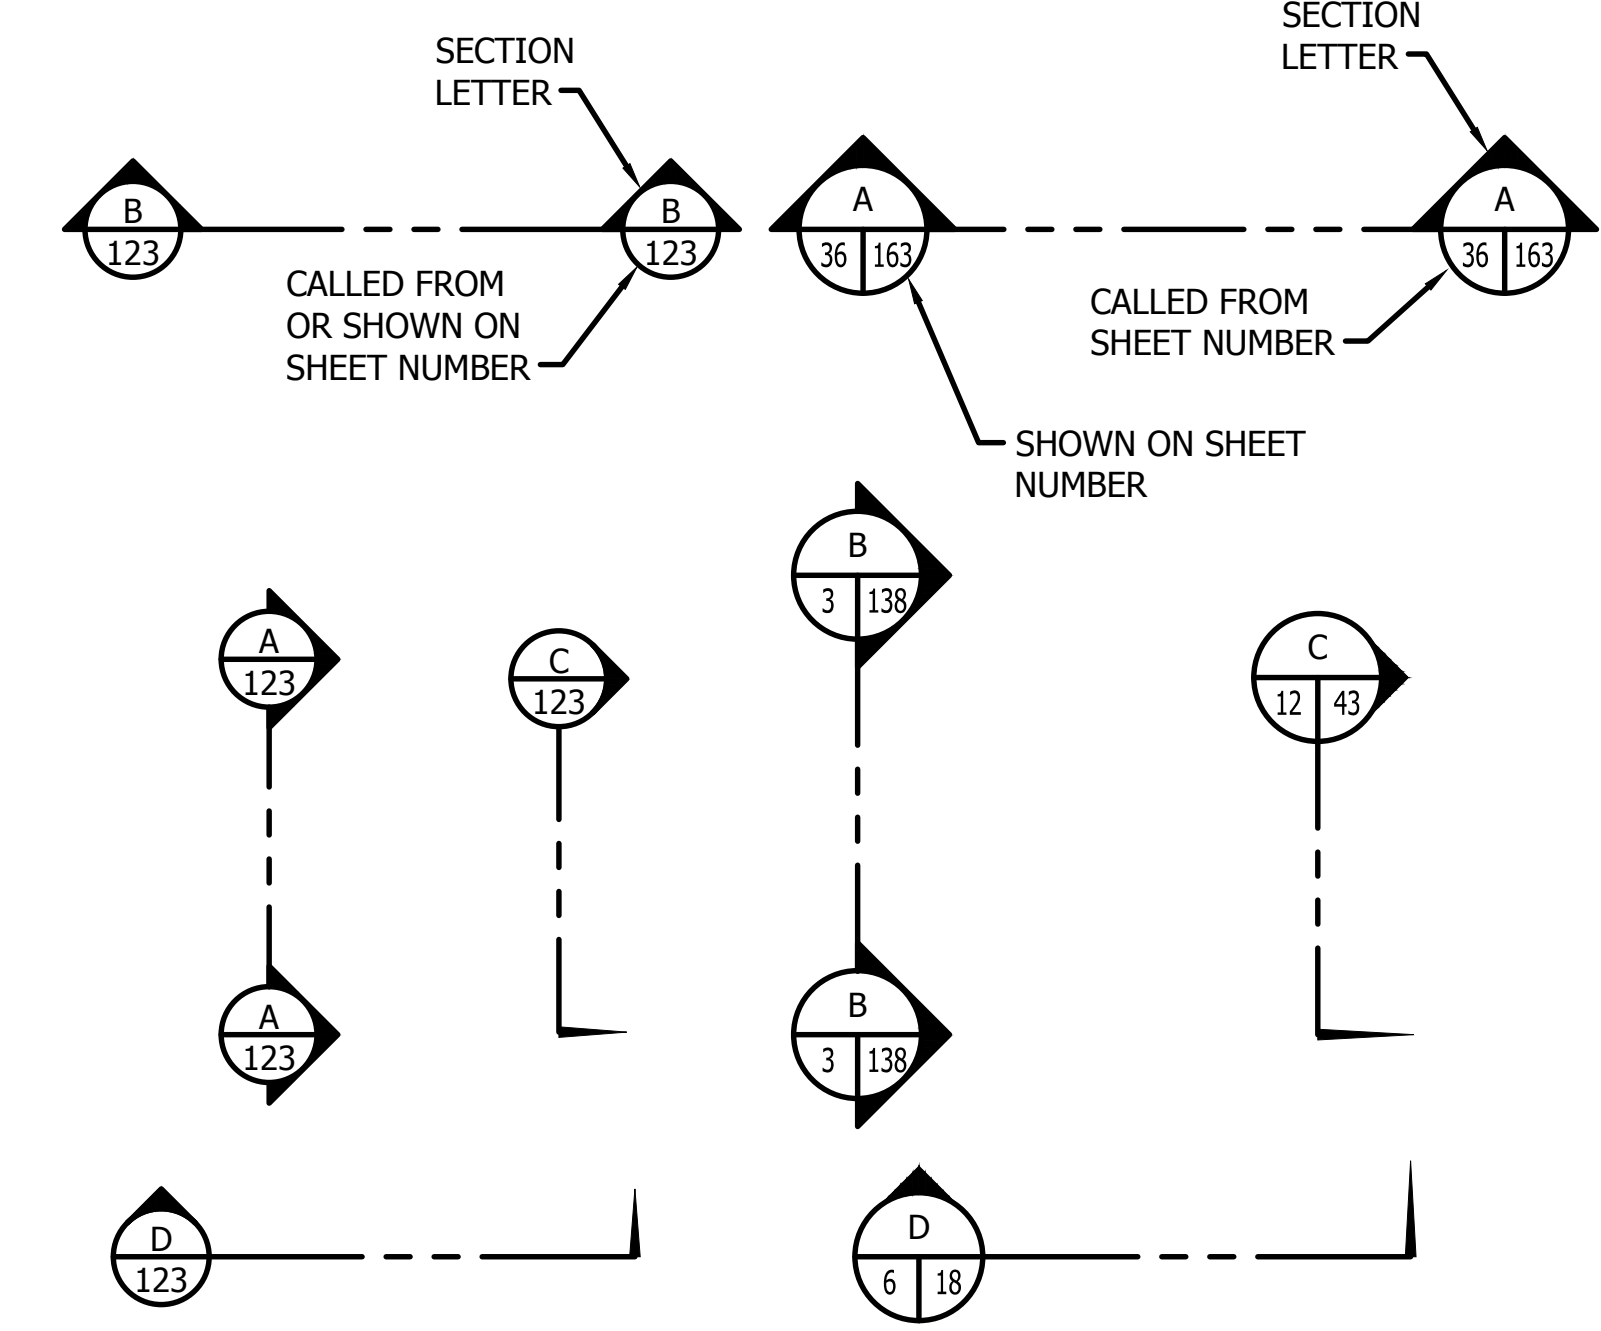 SECTION
LETTER
SECTION
LETTER
B
123
B
123
A
36 163
A
36 163
CALLED FROM
OR SHOWN ON
SHEET NUMBER
CALLED FROM
SHEET NUMBER
SHOWN ON SHEET
NUMBER
A
123
C
123
B
3 138
C
12 43
A
123
B
3 138
D
123
D
6 18